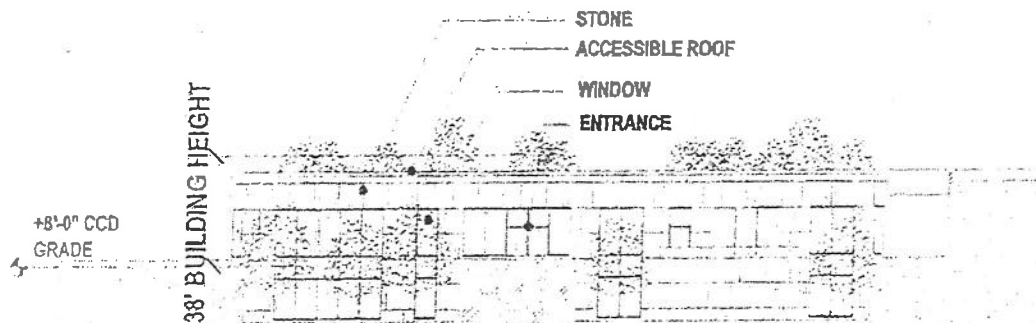 STONE
ACCESSIBLE ROOF
WINDOW
ENTRANCE
38' BUILDING HEIGHT
+8'-0" CCD
GRADE